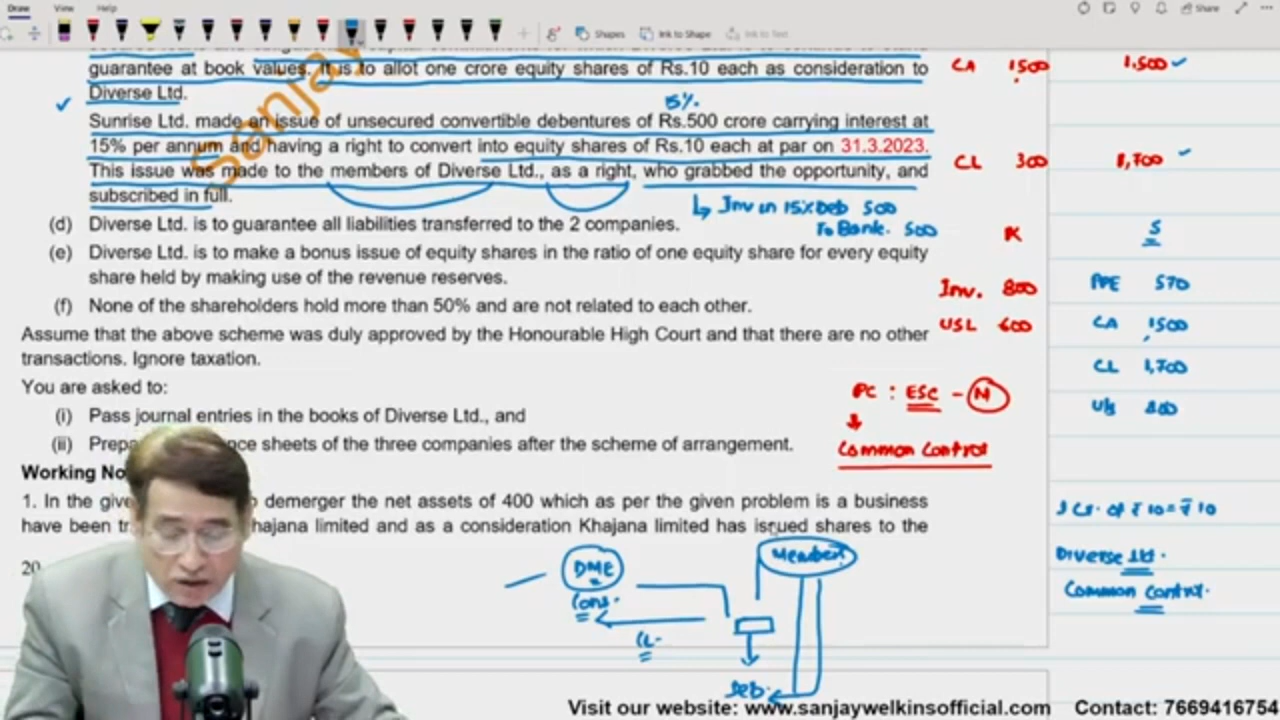 Draw View Help
Share
Shapes Ink to Shape Ink to Text
guarantee at book values. It is to allot one crore equity shares of Rs.10 each as consideration to
Diverse Ltd.
15%
Sunrise Ltd. made an issue of unsecured convertible debentures of Rs.500 crore carrying interest at
15% per annum and having a right to convert into equity shares of Rs.10 each at par on 31.3.2023.
This issue was made to the members of Diverse Ltd., as a right, who grabbed the opportunity, and
subscribed in full.
Inv in 15% Deb 500
To Bank. 500
(d) Diverse Ltd. is to guarantee all liabilities transferred to the 2 companies.
(e) Diverse Ltd. is to make a bonus issue of equity shares in the ratio of one equity share for every equity
share held by making use of the revenue reserves.
(f) None of the shareholders hold more than 50% and are not related to each other.
Assume that the above scheme was duly approved by the Honourable High Court and that there are no other
transactions. Ignore taxation.
You are asked to:
(i) Pass journal entries in the books of Diverse Ltd., and
(ii) sheets of the three companies after the scheme of arrangement.
Working
1. In the demerger the net assets of 400 which as per the given problem is a business
have been limited and as a consideration Khajana limited has issued shares to the
20
CA 1,500 1,500
CL 300 1,700
K S
Inv. 800 PPE 570
USL 600 CA 1500
CL 1,700
PC : ESC - M
Common Control
Diverse Ltd.
Common Control.
DME Member
Cons.
Deb.
Sanjay
Visit our website: www.sanjaywelkinsofficial.com Contact: 7669416754